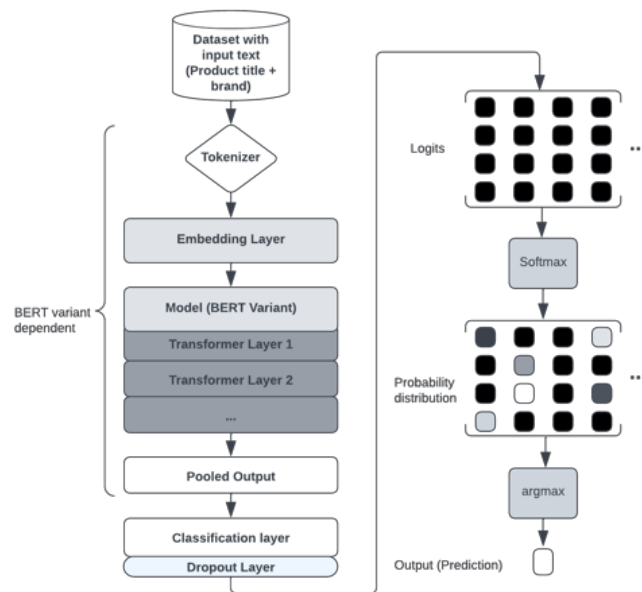 Dataset with
input text
(Product title +
brand)
Tokenizer
Embedding Layer
BERT variant
dependent
Model (BERT Variant)
Transformer Layer 1
Transformer Layer 2
...
Pooled Output
Classification layer
Dropout Layer
Logits
..
Softmax
Probability
distribution
..
argmax
Output (Prediction)